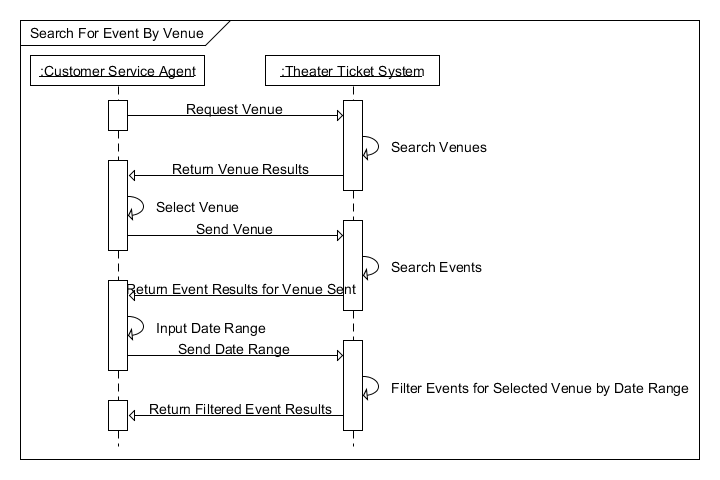 Search For Event By Venue
:Customer Service Agent
:Theater Ticket System
Request Venue
Search Venues
Return Venue Results
Select Venue
Send Venue
Search Events
Return Event Results for Venue Sent
Input Date Range
Send Date Range
Filter Events for Selected Venue by Date Range
Return Filtered Event Results